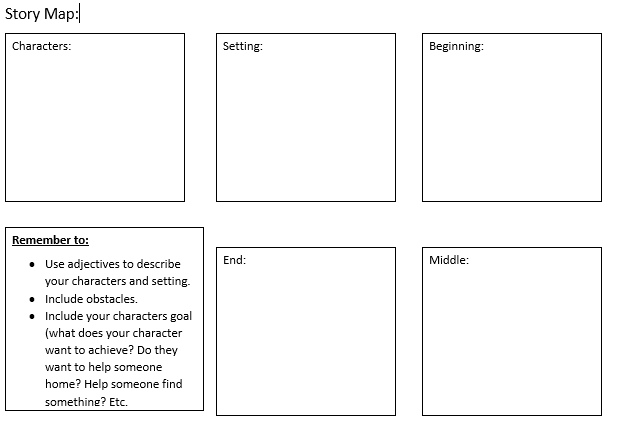 Story Map:
Characters:
Setting:
Beginning:
Remember to:
• Use adjectives to describe
your characters and setting.
• Include obstacles.
• Include your characters goal
(what does your character
want to achieve? Do they
want to help someone
home? Help someone find
something? Etc.
End:
Middle: